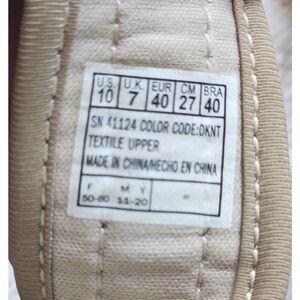 U.S. U.K. EUR CM BRA
10 7 40 27 40
SN 41124 COLOR CODE:DKNT
TEXTILE UPPER
MADE IN CHINA/HECHO EN CHINA
F M Y
50-60 11-20